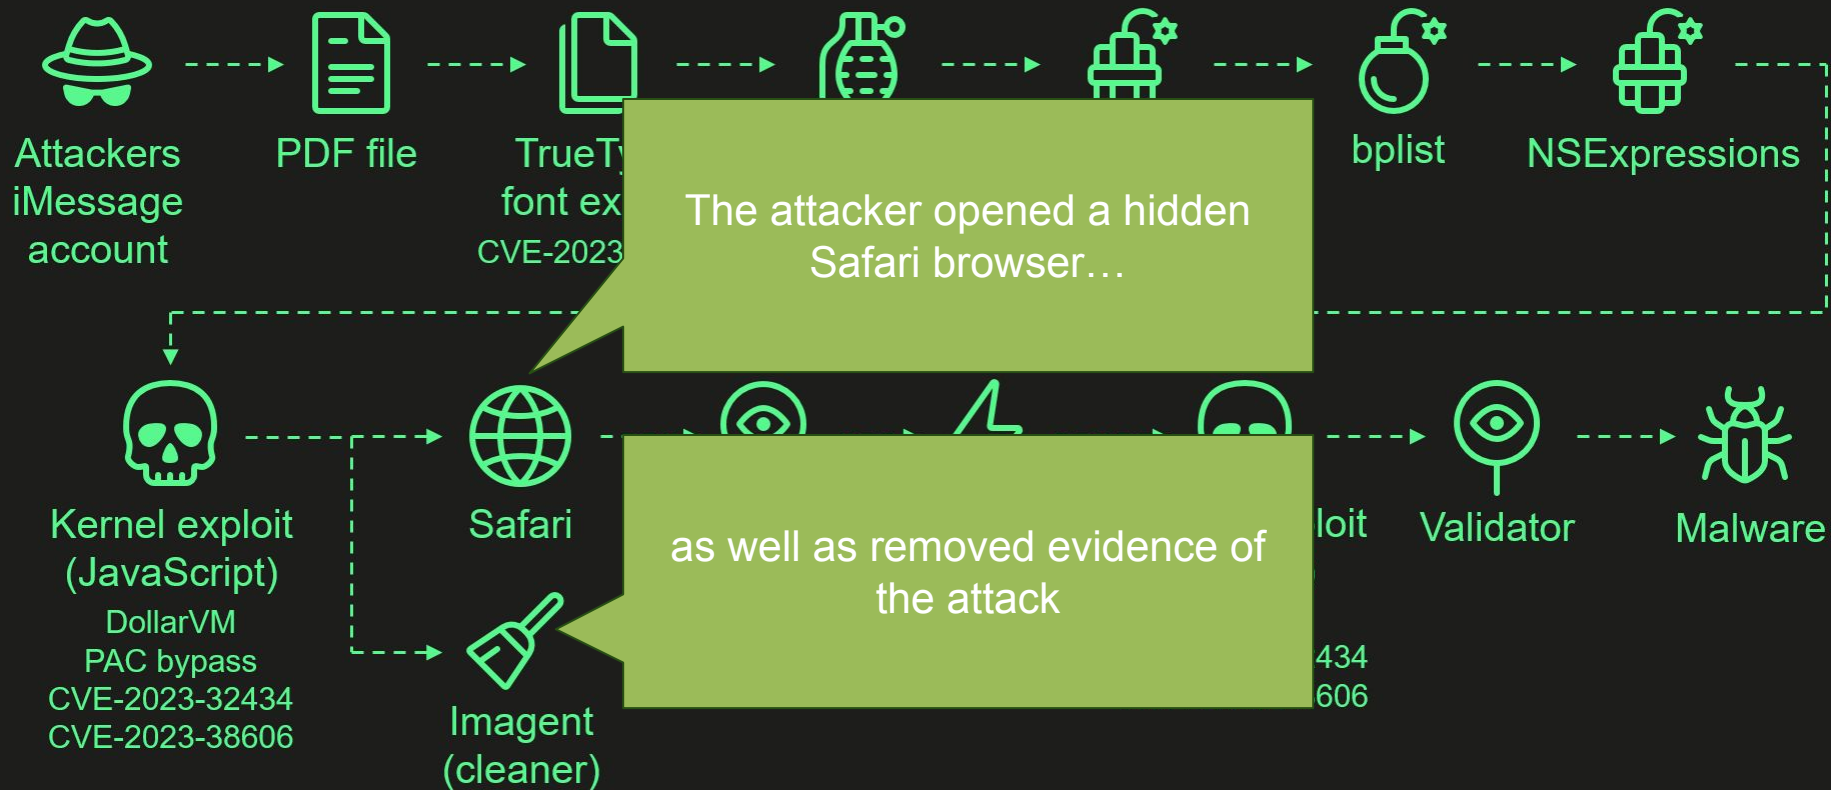 Attackers
iMessage
account
PDF file
TrueTy
font ex
CVE-2023
bplist
NSExpressions
The attacker opened a hidden
Safari browser…
Kernel exploit
(JavaScript)
DollarVM
PAC bypass
CVE-2023-32434
CVE-2023-38606
Safari
Imagent
(cleaner)
as well as removed evidence of
the attack
loit
434
606
Validator
Malware